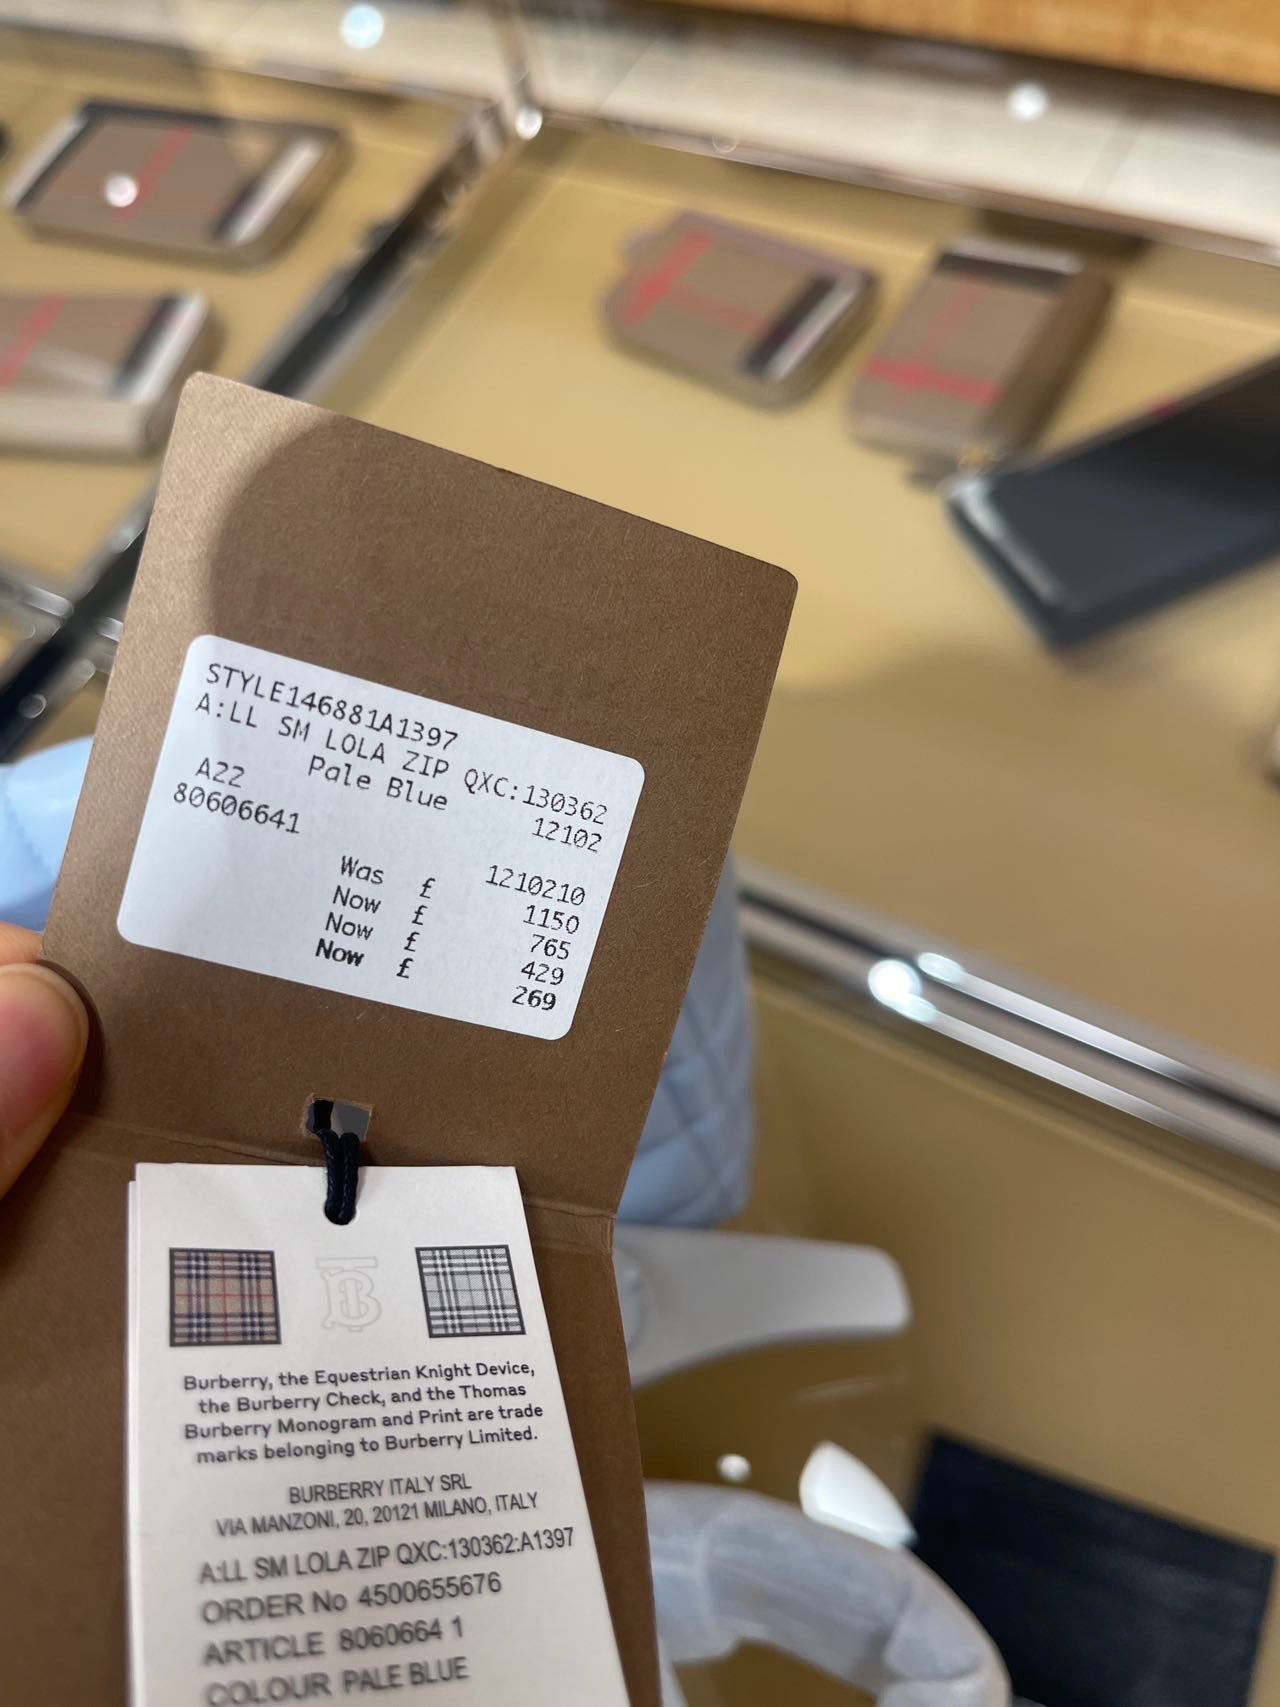 STYLE146881A1397
A:LL SM LOLA ZIP QXC:130362
A22 Pale Blue 12102
80606641 1210210
Was £ 1150
Now £ 765
Now £ 429
Now £ 269
Burberry, the Equestrian Knight Device,
the Burberry Check, and the Thomas
Burberry Monogram and Print are trade
marks belonging to Burberry Limited.
BURBERRY ITALY SRL
VIA MANZONI, 20, 20121 MILANO, ITALY
A:LL SM LOLA ZIP QXC:130362:A1397
ORDER No 4500655676
ARTICLE 8060664 1
COLOUR PALE BLUE